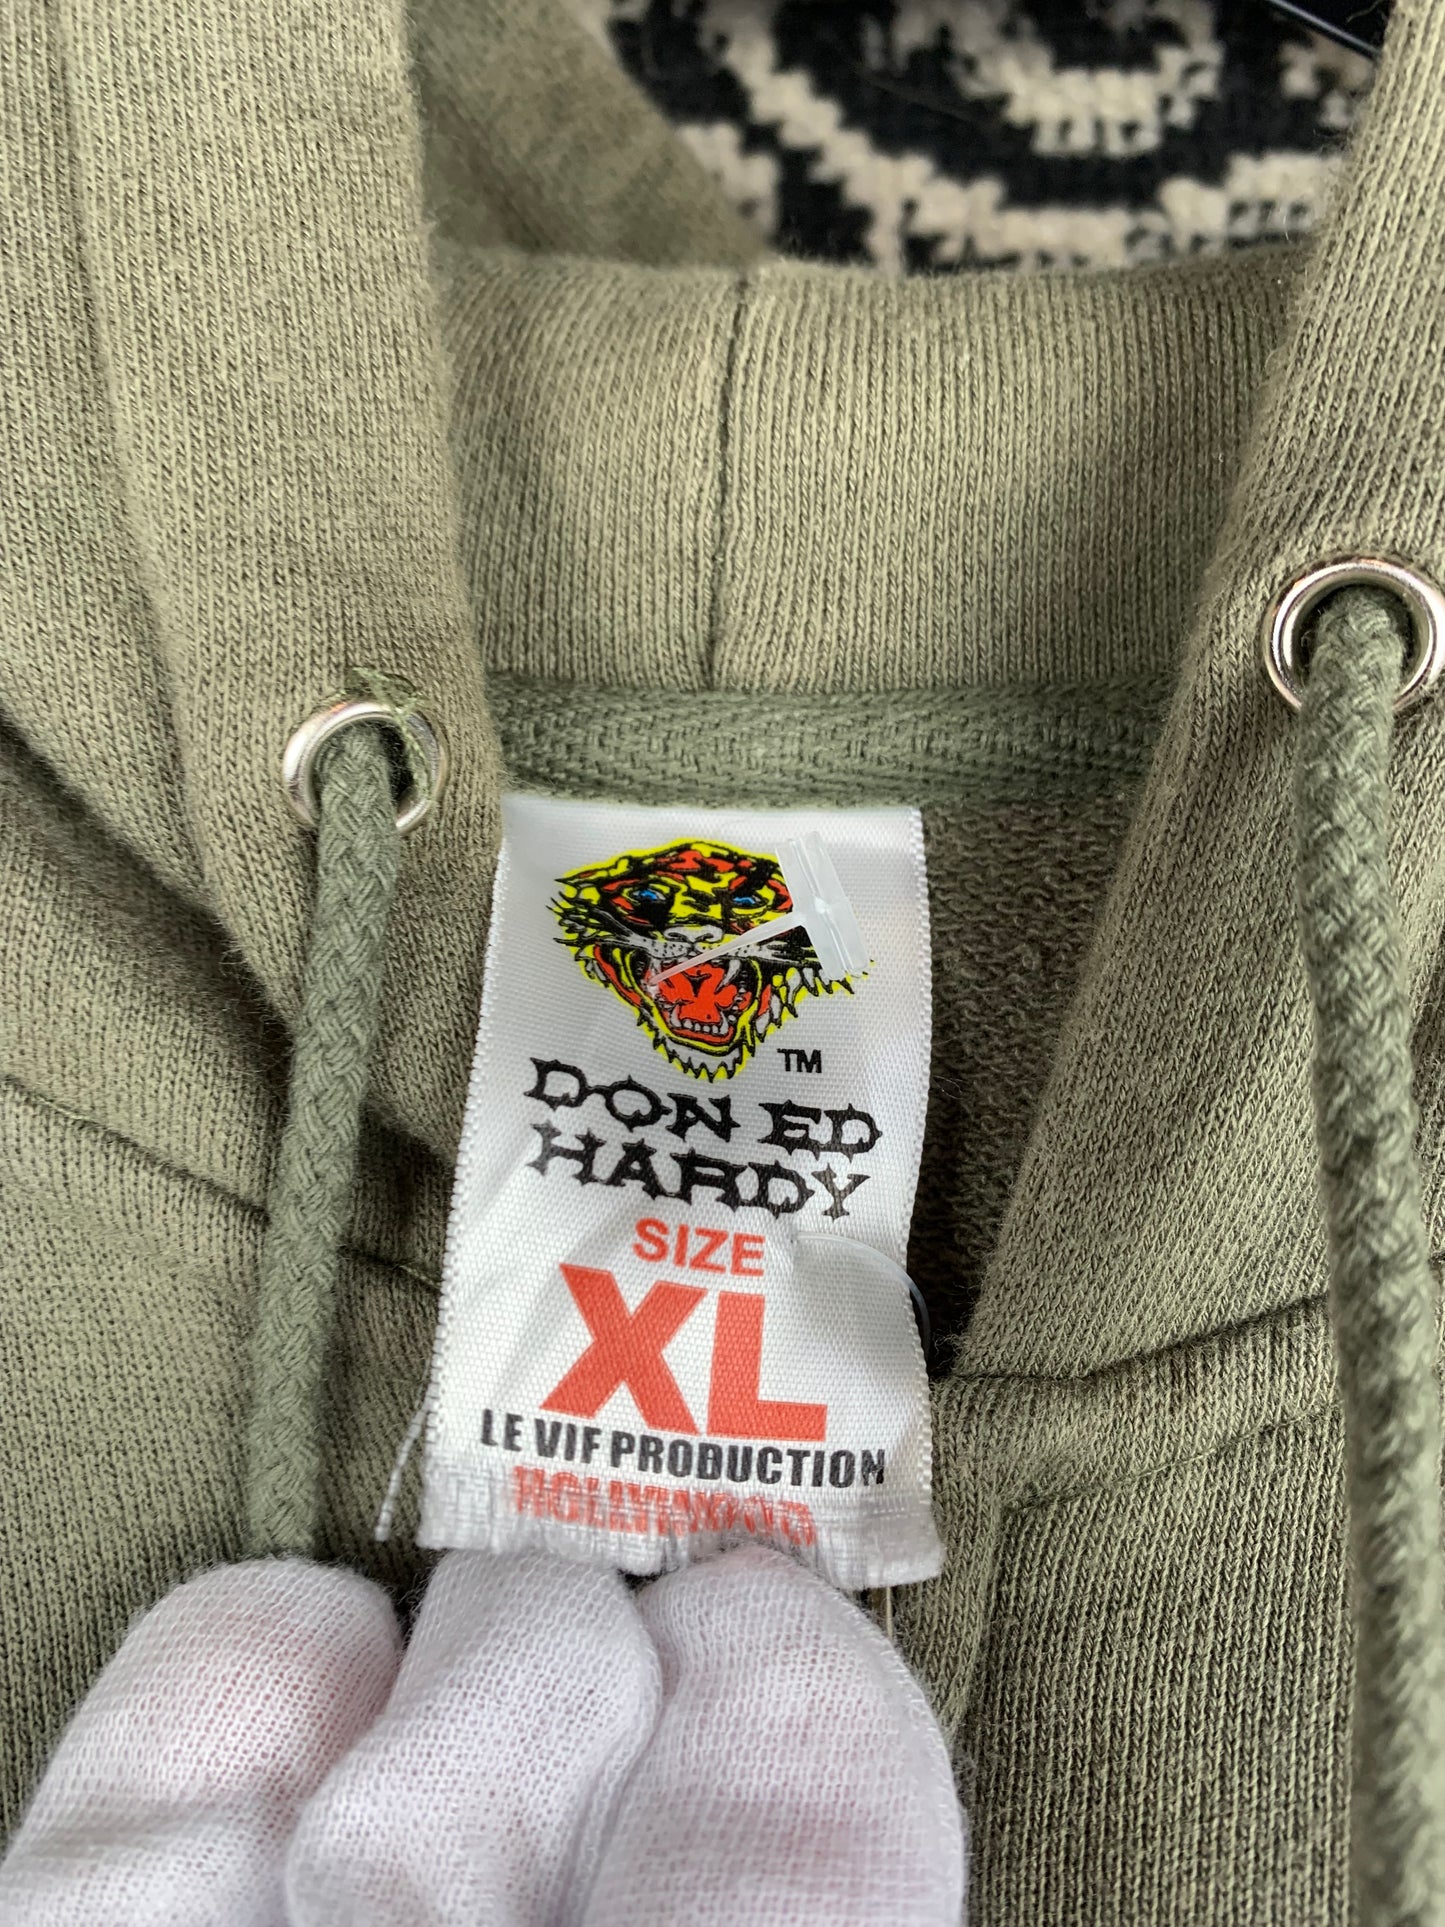 TM
DON ED
HARDY
SIZE
XL
LE VIF PRODUCTION
HOLLYWOOD